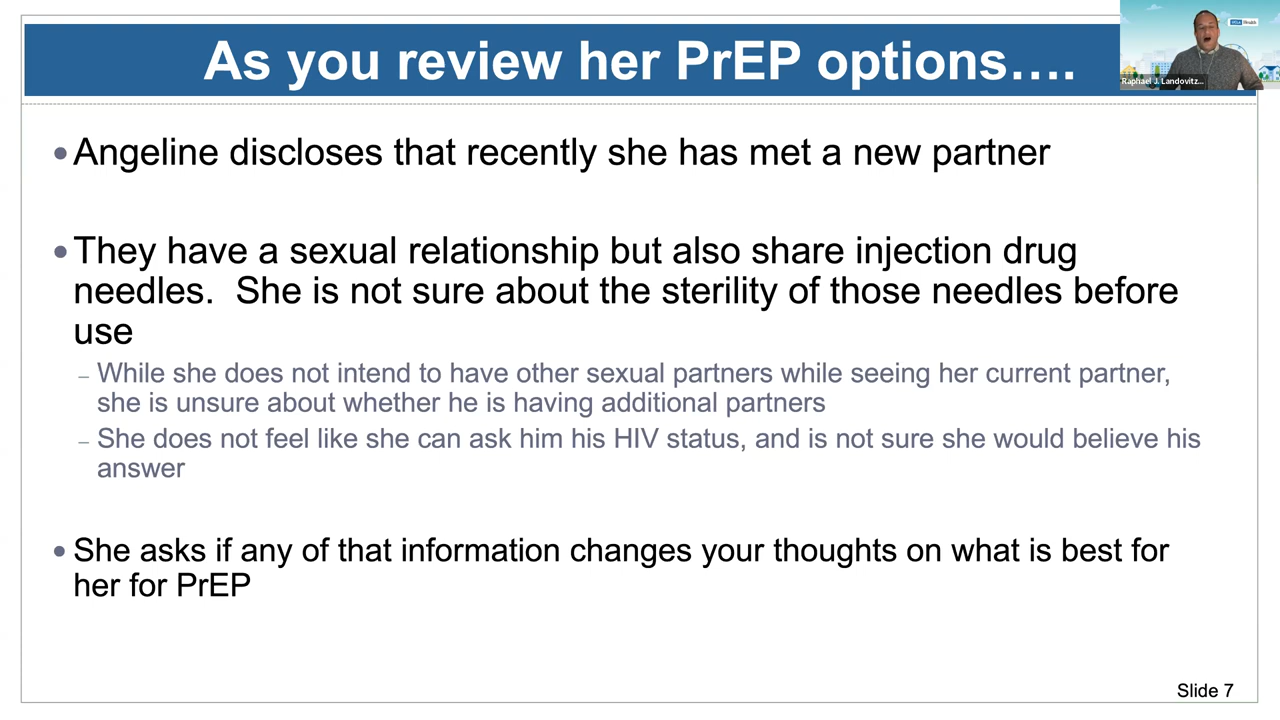 As you review her PrEP options….
Raphael J. Landovitz...
• Angeline discloses that recently she has met a new partner
• They have a sexual relationship but also share injection drug
needles. She is not sure about the sterility of those needles before
use
– While she does not intend to have other sexual partners while seeing her current partner,
she is unsure about whether he is having additional partners
– She does not feel like she can ask him his HIV status, and is not sure she would believe his
answer
• She asks if any of that information changes your thoughts on what is best for
her for PrEP
Slide 7